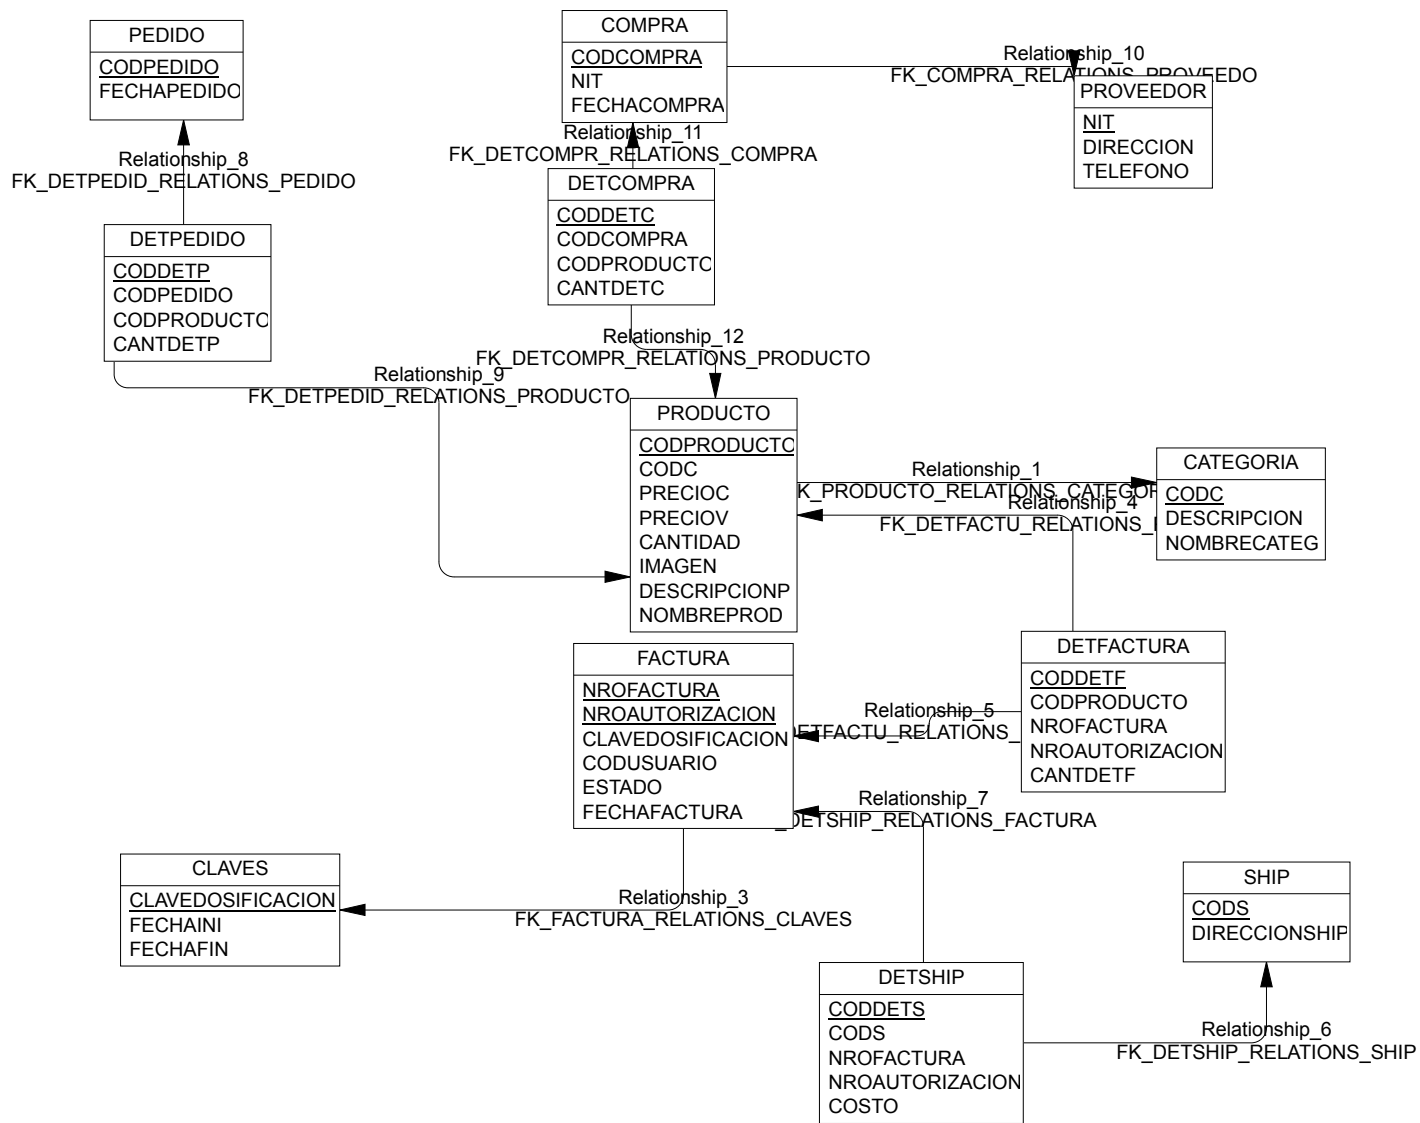 PEDIDO
CODPEDIDO
FECHAPEDIDO
COMPRA
CODCOMPRA
NIT
FECHACOMPRA
Relationship_10
FK_COMPRA_RELATIONS_PROVEEDO
PROVEEDOR
NIT
DIRECCION
TELEFONO
Relationship_11
FK_DETCOMPR_RELATIONS_COMPRA
Relationship_8
FK_DETPEDID_RELATIONS_PEDIDO
DETCOMPRA
CODDETC
CODCOMPRA
CODPRODUCTO
CANTDETC
DETPEDIDO
CODDETP
CODPEDIDO
CODPRODUCTO
CANTDETP
Relationship_12
FK_DETCOMPR_RELATIONS_PRODUCTO
Relationship_9
FK_DETPEDID_RELATIONS_PRODUCTO
PRODUCTO
CODPRODUCTO
CODC
PRECIOC
PRECIOV
CANTIDAD
IMAGEN
DESCRIPCIONP
NOMBREPROD
Relationship_1
K_PRODUCTO_RELATIONS_CATEGOR
Relationship_4
FK_DETFACTU_RELATIONS_
CATEGORIA
CODC
DESCRIPCION
NOMBRECATEG
FACTURA
NROFACTURA
NROAUTORIZACION
CLAVEDOSIFICACION
CODUSUARIO
ESTADO
FECHAFACTURA
DETFACTURA
CODDETF
CODPRODUCTO
NROFACTURA
NROAUTORIZACION
CANTDETF
Relationship_5
DETFACTU_RELATIONS_
Relationship_7
_DETSHIP_RELATIONS_FACTURA
CLAVES
CLAVEDOSIFICACION
FECHAINI
FECHAFIN
Relationship_3
FK_FACTURA_RELATIONS_CLAVES
SHIP
CODS
DIRECCIONSHIP
DETSHIP
CODDETS
CODS
NROFACTURA
NROAUTORIZACION
COSTO
Relationship_6
FK_DETSHIP_RELATIONS_SHIP